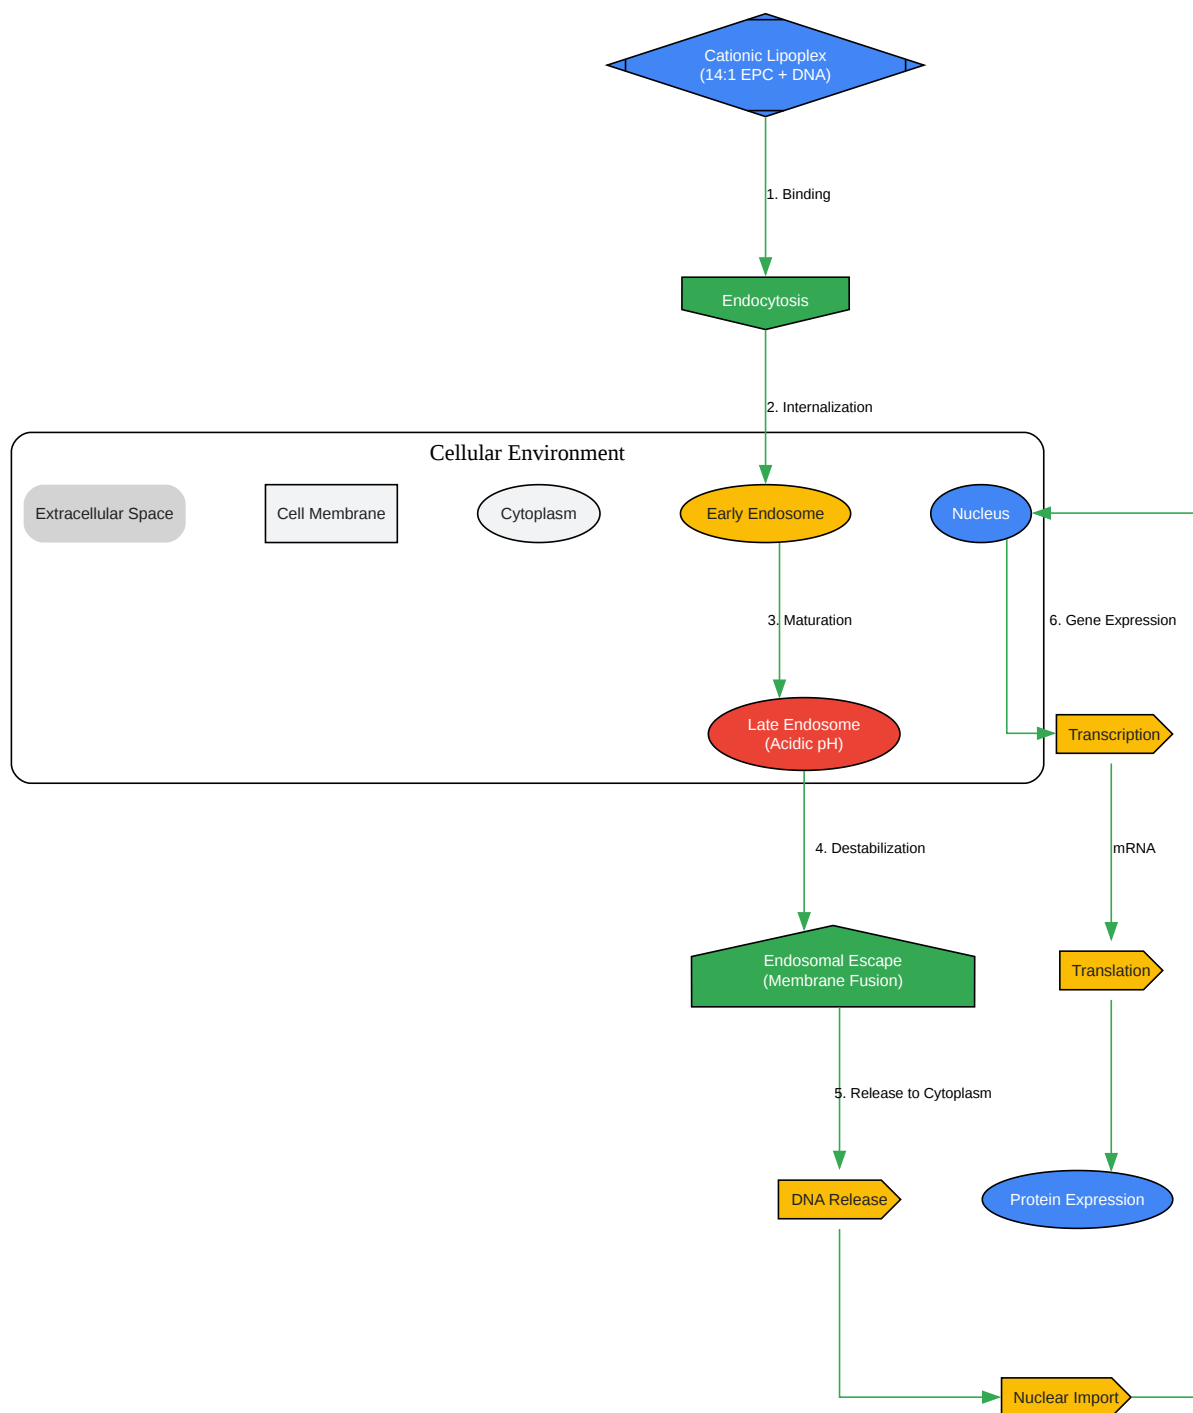 Cationic Lipoplex
(14:1 EPC + DNA)
1. Binding
Endocytosis
2. Internalization
Cellular Environment
Extracellular Space
Cell Membrane
Cytoplasm
Early Endosome
Nucleus
3. Maturation
6. Gene Expression
Late Endosome
(Acidic pH)
Transcription
4. Destabilization
mRNA
Endosomal Escape
(Membrane Fusion)
Translation
5. Release to Cytoplasm
DNA Release
Protein Expression
Nuclear Import